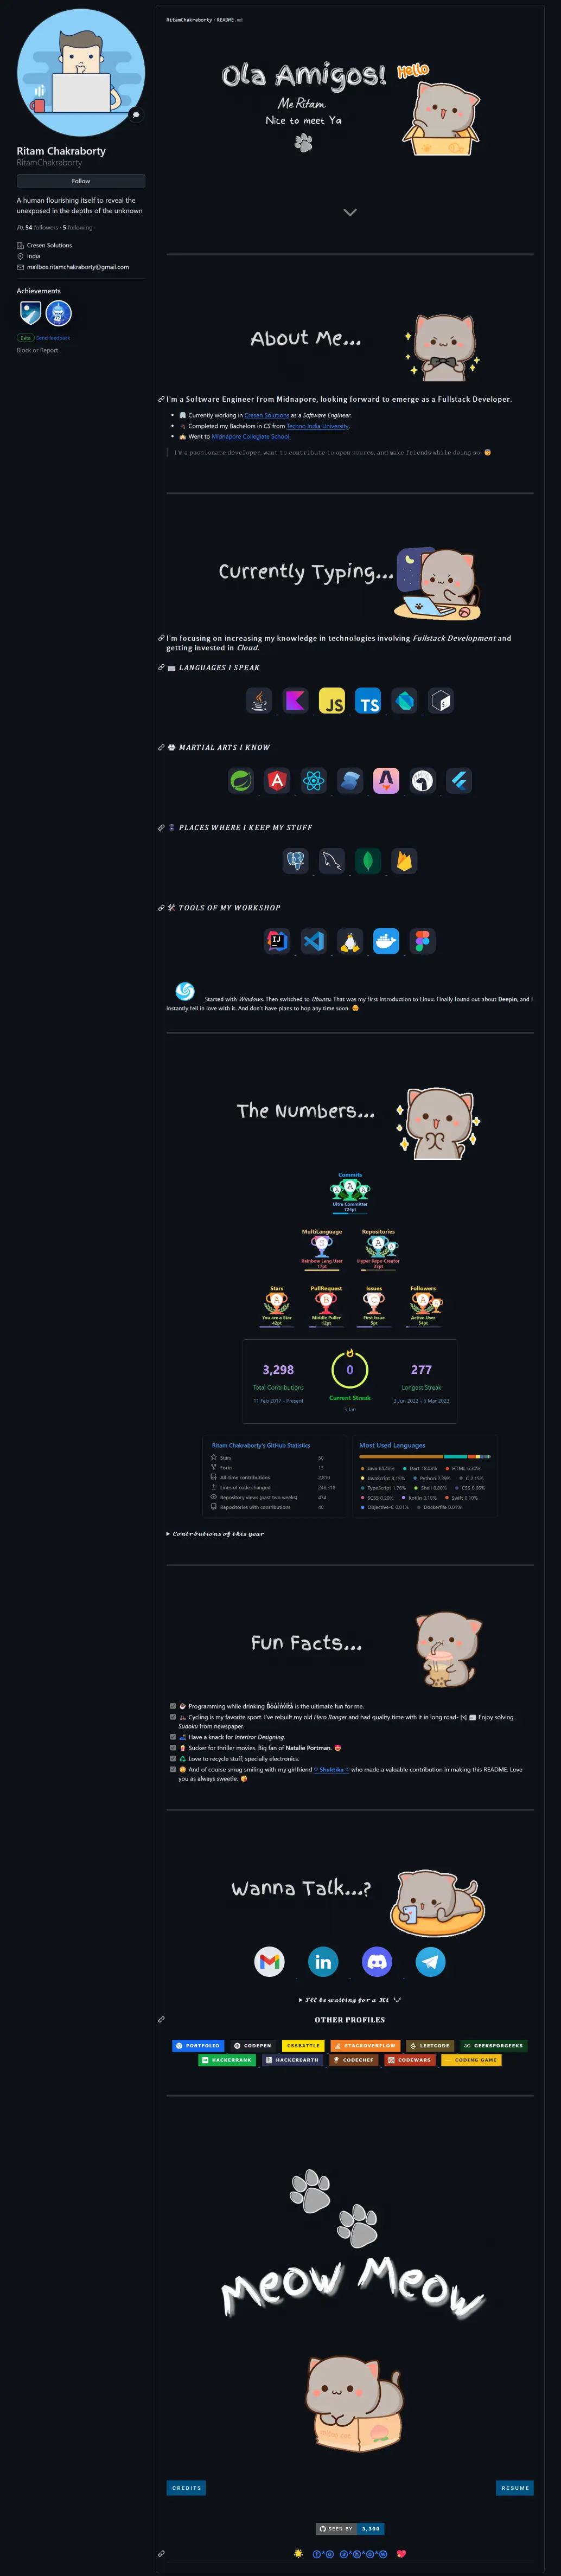 Ritam Chakraborty
RitamChakraborty
Follow
A human flourishing itself to reveal the
unexposed in the depths of the unknown
54 followers · 5 following
Cresen Solutions
India
mailbox.ritamchakraborty@gmail.com
Achievements
Beta Send feedback
Block or Report
RitamChakraborty / README.md
Ola Amigos!
Hello
Me Ritam
Nice to meet Ya
About Me...
I'm a Software Engineer from Midnapore, looking forward to emerge as a Fullstack Developer.
Currently working in Cresen Solutions as a Software Engineer.
Completed my Bachelors in CS from Techno India University.
Went to Midnapore Collegiate School.
I'm a passionate developer, want to contribute to open source, and make friends while doing so!
Currently Typing...
I'm focusing on increasing my knowledge in technologies involving Fullstack Development and
getting invested in Cloud.
LANGUAGES I SPEAK
JS
TS
MARTIAL ARTS I KNOW
PLACES WHERE I KEEP MY STUFF
TOOLS OF MY WORKSHOP
IJ
Started with Windows. Then switched to Ubuntu. That was my first introduction to Linux. Finally found out about Deepin, and I
instantly fell in love with it. And don't have plans to hop any time soon.
The Numbers...
Commits
Ultra Committer
MultiLanguage
Repositories
Rainbow Lang User
Hyper Repo Creator
Stars
PullRequest
Issues
Followers
You are a Star
Middle Puller
First Issue
Active User
42pt
12pt
5pt
54pt
3,298
0
277
Total Contributions
Current Streak
Longest Streak
11 Feb 2017 - Present
3 Jan
3 Jun 2022 - 6 Mar 2023
Ritam Chakraborty's GitHub Statistics
Stars 50
Forks 13
All-time contributions 2,810
Lines of code changed 248,318
Repository views (past two weeks) 474
Repositories with contributions 40
Most Used Languages
Java 54.60% Dart 18.08% HTML 9.30%
JavaScript 3.15% Python 2.29% C 2.15%
TypeScript 1.76% Shell 0.80% CSS 0.66%
SCSS 0.20% Kotlin 0.10% Swift 0.10%
Objective-C 0.01% Dockerfile 0.01%
Contributions of this year
Fun Facts...
Programming while drinking Bournvita is the ultimate fun for me.
Cycling is my favorite sport. I've rebuilt my old Hero Ranger and had quality time with it in long road- [x] Enjoy solving
Sudoku from newspaper.
Have a knack for Interiror Designing.
Sucker for thriller movies. Big fan of Natalie Portman.
Love to recycle stuff, specially electronics.
And of course smug smiling with my girlfriend ♡ Shuktika ♡ who made a valuable contribution in making this README. Love
you as always sweetie.
Wanna Talk...?
in
I'll be waiting for a Hi
OTHER PROFILES
PORTFOLIO CODEPEN CSSBATTLE STACKOVERFLOW LEETCODE GEEKSFORGEEKS
HACKERRANK HACKEREARTH CODECHEF CODEWARS CODING GAME
Meow Meow
CREDITS
RESUME
SEEN BY 3,300